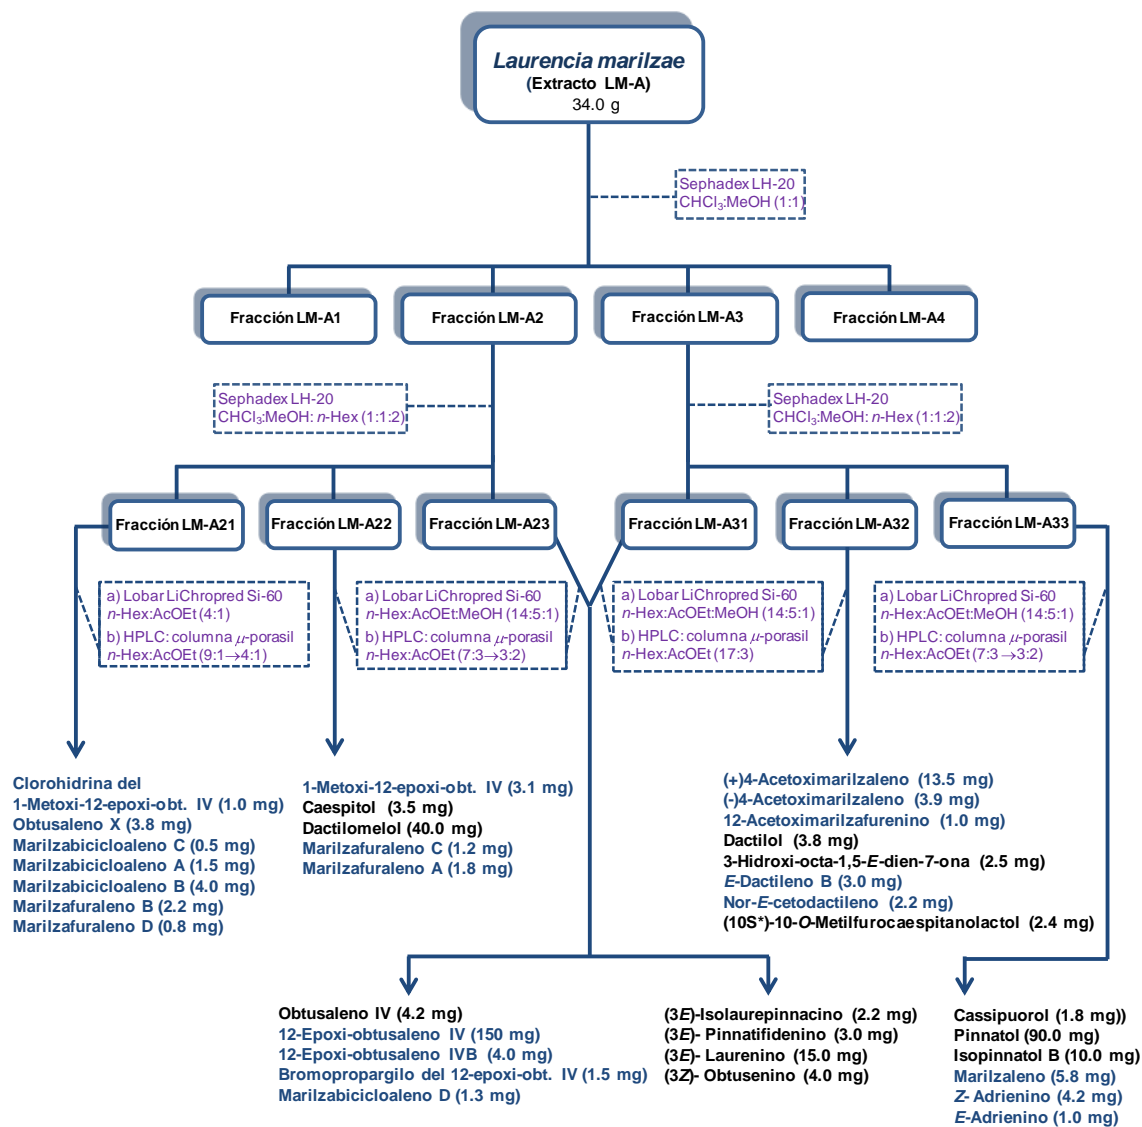 Laurencia marilzae
(Extracto LM-A)
34.0 g
Sephadex LH-20
CHCl₃:MeOH (1:1)
Fracción LM-A1
Fracción LM-A2
Fracción LM-A3
Fracción LM-A4
Sephadex LH-20
CHCl₃:MeOH: n-Hex (1:1:2)
Sephadex LH-20
CHCl₃:MeOH: n-Hex (1:1:2)
Fracción LM-A21
Fracción LM-A22
Fracción LM-A23
Fracción LM-A31
Fracción LM-A32
Fracción LM-A33
a) Lobar LiChropred Si-60
n-Hex:AcOEt (4:1)
b) HPLC: columna μ-porasil
n-Hex:AcOEt (9:1→4:1)
a) Lobar LiChropred Si-60
n-Hex:AcOEt:MeOH (14:5:1)
b) HPLC: columna μ-porasil
n-Hex:AcOEt (7:3→3:2)
a) Lobar LiChropred Si-60
n-Hex:AcOEt:MeOH (14:5:1)
b) HPLC: columna μ-porasil
n-Hex:AcOEt (17:3)
a) Lobar LiChropred Si-60
n-Hex:AcOEt:MeOH (14:5:1)
b) HPLC: columna μ-porasil
n-Hex:AcOEt (7:3→3:2)
Clorohidrina del
1-Metoxi-12-epoxi-obt. IV (1.0 mg)
Obtusaleno X (3.8 mg)
Marilzabicicloaleno C (0.5 mg)
Marilzabicicloaleno A (1.5 mg)
Marilzabicicloaleno B (4.0 mg)
Marilzafuraleno B (2.2 mg)
Marilzafuraleno D (0.8 mg)
1-Metoxi-12-epoxi-obt. IV (3.1 mg)
Caespitol (3.5 mg)
Dactilomelol (40.0 mg)
Marilzafuraleno C (1.2 mg)
Marilzafuraleno A (1.8 mg)
(+)4-Acetoximarilzaleno (13.5 mg)
(-)4-Acetoximarilzaleno (3.9 mg)
12-Acetoximarilzafurenino (1.0 mg)
Dactilol (3.8 mg)
3-Hidroxi-octa-1,5-E-dien-7-ona (2.5 mg)
E-Dactileno B (3.0 mg)
Nor-E-cetodactileno (2.2 mg)
(10S*)-10-O-Metilfurocaespitanolactol (2.4 mg)
Obtusaleno IV (4.2 mg)
12-Epoxi-obtusaleno IV (150 mg)
12-Epoxi-obtusaleno IVB (4.0 mg)
Bromopropargilo del 12-epoxi-obt. IV (1.5 mg)
Marilzabicicloaleno D (1.3 mg)
(3E)-Isolaurepinnacino (2.2 mg)
(3E)- Pinnatifidenino (3.0 mg)
(3E)- Laurenino (15.0 mg)
(3Z)- Obtusenino (4.0 mg)
Cassipuorol (1.8 mg))
Pinnatol (90.0 mg)
Isopinnatol B (10.0 mg)
Marilzaleno (5.8 mg)
Z- Adrienino (4.2 mg)
E-Adrienino (1.0 mg)